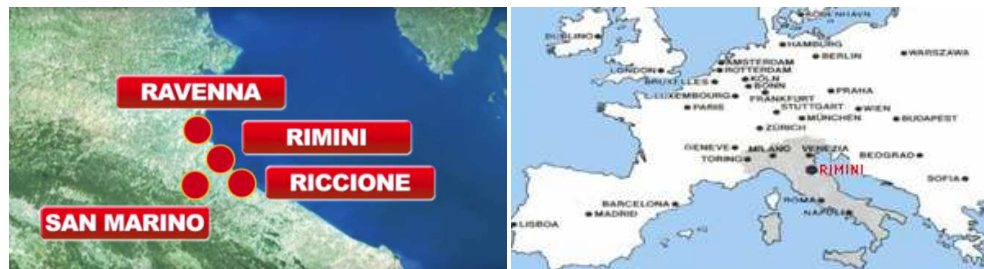 RAVENNA
RIMINI
RICCIONE
SAN MARINO
KÖBENHAVN
DUBLINO
HAMBURG
WARSZAWA
BERLIN
AMSTERDAM
LONDON
ROTTERDAM
KÖLN
BRUXELLES
BONN
LUXEMBOURG
PRAHA
FRANKFURT
PARIS
STUTTGART
WIEN
MÜNCHEN
BUDAPEST
ZÜRICH
GENEVE
MILANO
VENEZIA
TORINO
BEOGRAD
RIMINI
SOFIA
BARCELONA
ROMA
MADRID
NAPOLI
LISBOA